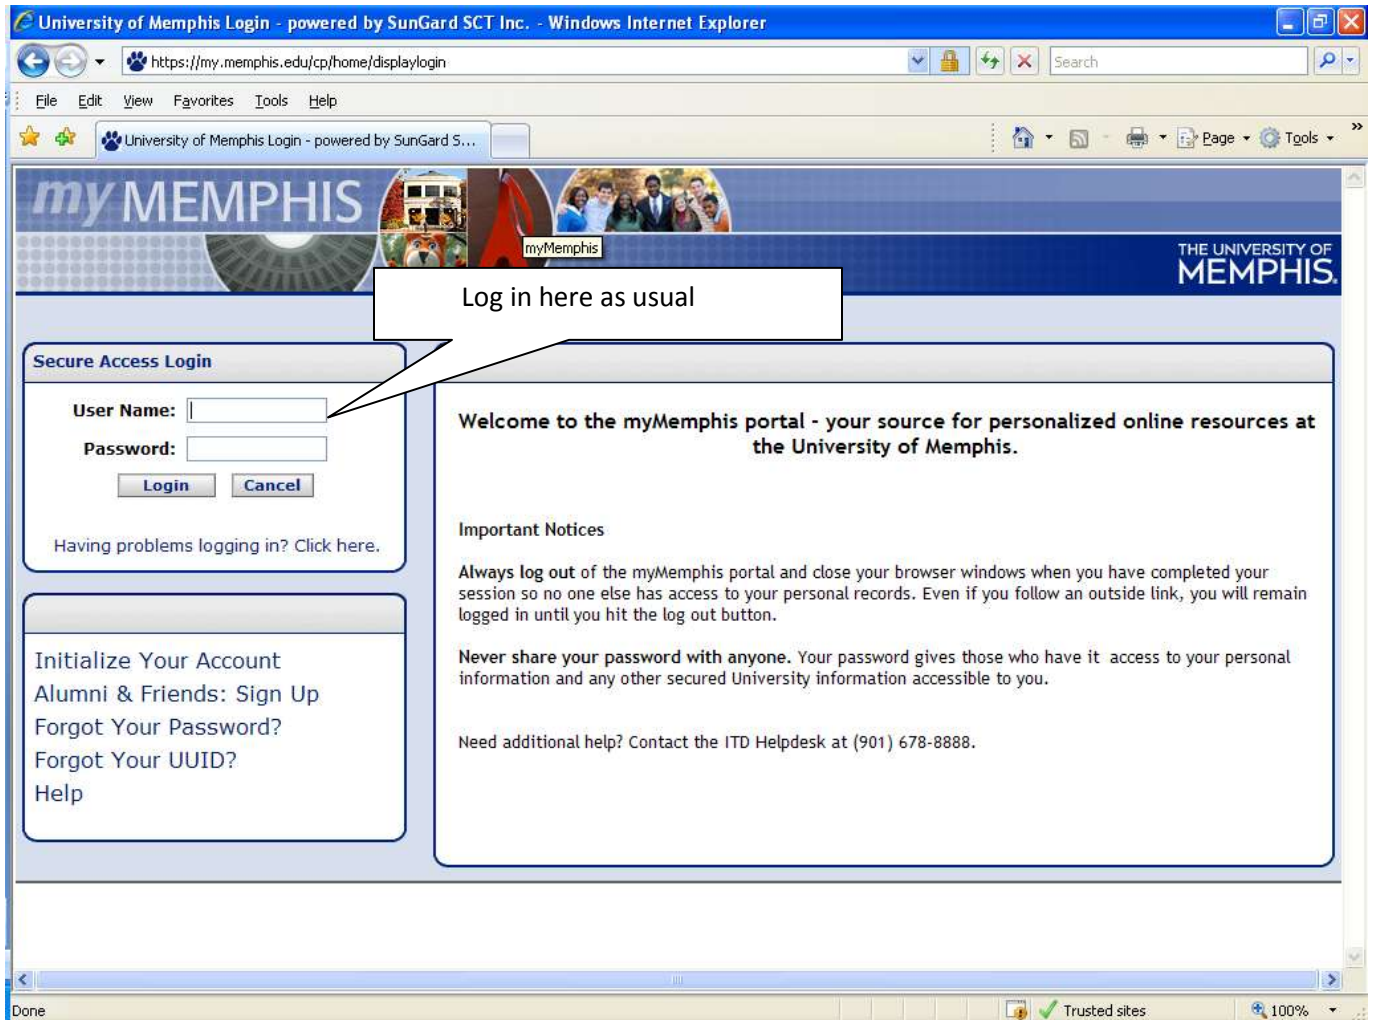 University of Memphis Login - powered by SunGard SCT Inc. - Windows Internet Explorer
https://my.memphis.edu/cp/home/displaylogin
Search
File Edit View Favorites Tools Help
University of Memphis Login - powered by SunGard S...
Page Tools »
my MEMPHIS
myMemphis
THE UNIVERSITY OF
MEMPHIS.
Log in here as usual
Secure Access Login
User Name:
Password:
Login Cancel
Having problems logging in? Click here.
Initialize Your Account
Alumni & Friends: Sign Up
Forgot Your Password?
Forgot Your UUID?
Help
Welcome to the myMemphis portal - your source for personalized online resources at
the University of Memphis.
Important Notices
Always log out of the myMemphis portal and close your browser windows when you have completed your
session so no one else has access to your personal records. Even if you follow an outside link, you will remain
logged in until you hit the log out button.
Never share your password with anyone. Your password gives those who have it access to your personal
information and any other secured University information accessible to you.
Need additional help? Contact the ITD Helpdesk at (901) 678-8888.
Done
Trusted sites
100%